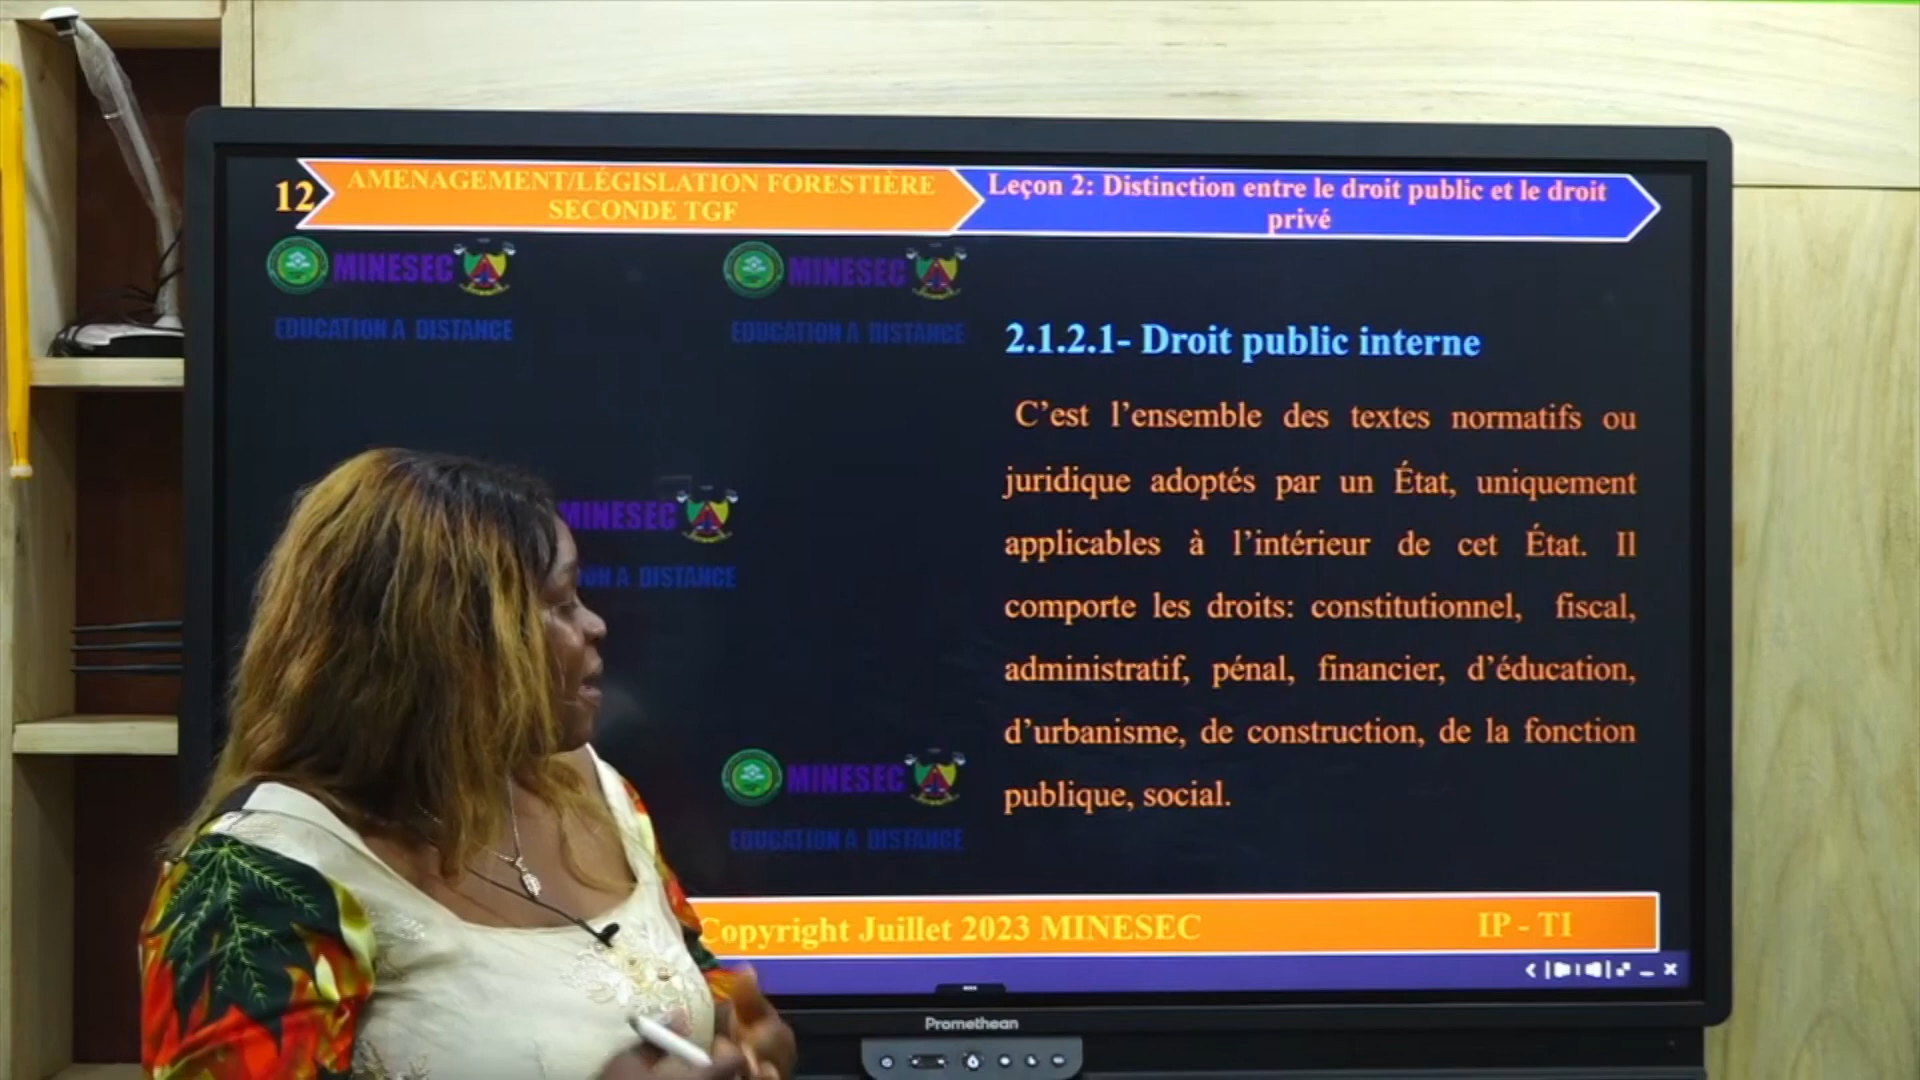 12
AMENAGEMENT/LÉGISLATION FORESTIÈRE
SECONDE TGF
Leçon 2: Distinction entre le droit public et le droit
privé
MINESEC
EDUCATION A DISTANCE
MINESEC
EDUCATION A DISTANCE
2.1.2.1- Droit public interne
C’est l’ensemble des textes normatifs ou
juridique adoptés par un État, uniquement
applicables à l’intérieur de cet État. Il
comporte les droits: constitutionnel, fiscal,
administratif, pénal, financier, d’éducation,
d’urbanisme, de construction, de la fonction
publique, social.
MINESEC
ION A DISTANCE
MINESEC
EDUCATION A DISTANCE
Copyright Juillet 2023 MINESEC
IP - TI
Promethean